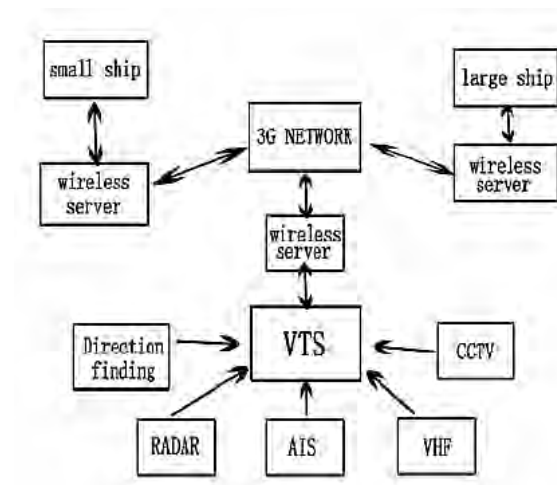 small ship
large ship
3G NETWORK
wireless
server
wireless
server
wireless
server
Direction
finding
VTS
CCTV
RADAR
AIS
VHF